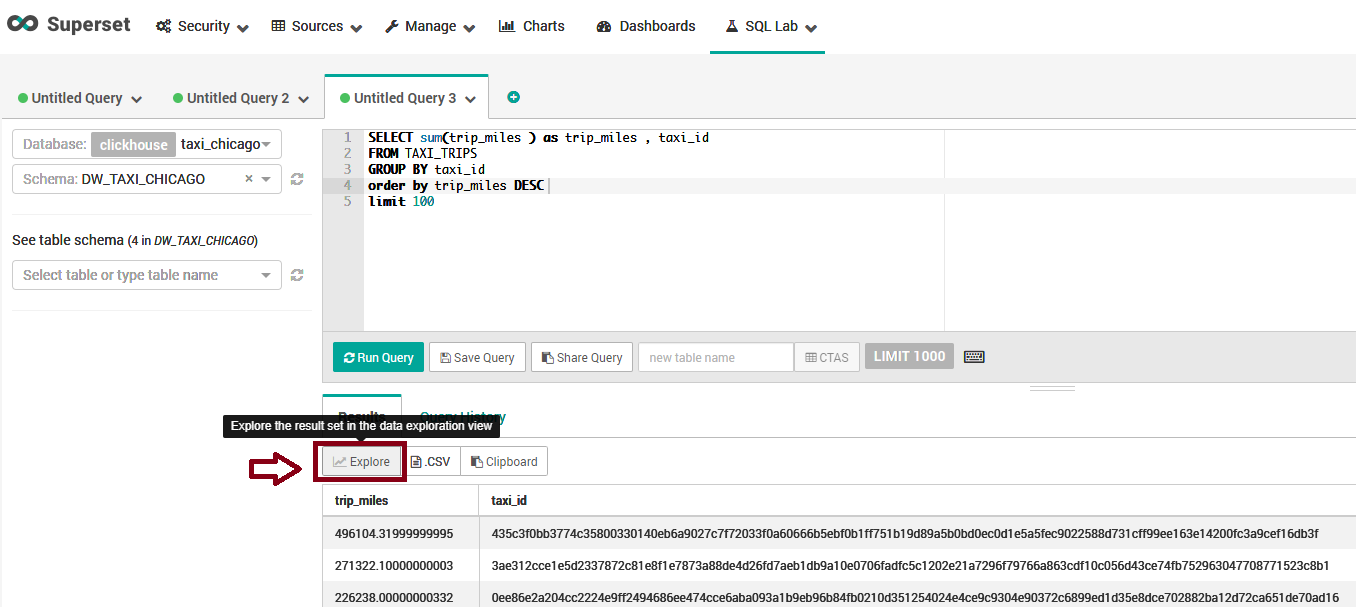 Superset Security Sources Manage Charts Dashboards SQL Lab
Untitled Query Untitled Query 2 Untitled Query 3
Database: clickhouse taxi_chicago
Schema: DW_TAXI_CHICAGO ×
See table schema (4 in DW_TAXI_CHICAGO)
Select table or type table name
1 SELECT sum(trip_miles ) as trip_miles , taxi_id
2 FROM TAXI_TRIPS
3 GROUP BY taxi_id
4 order by trip_miles DESC
5 limit 100
Run Query Save Query Share Query new table name CTAS LIMIT 1000
Results Query History
Explore the result set in the data exploration view
Explore .CSV Clipboard
trip_miles taxi_id
496104.31999999995 435c3f0bb3774c35800330140eb6a9027c7f72033f0a60666b5ebf0b1ff751b19d89a5b0bd0ec0d1e5a5fec9022588d731cff99ee163e14200fc3a9cef16db3f
271322.10000000003 3ae312cce1e5d2337872c81e8f1e7873a88de4d26fd7aeb1db9a10e0706fadfc5c1202e21a7296f79766a863cdf10c056d43ce74fb752963047708771523c8b1
226238.00000000332 0ee86e2a204cc2224e9ff2494686ee474cce6aba093a1b9eb96b84fb0210d351254024e4ce9c9304e90372c6899ed1d35e8dce702882ba12d72ca651de70ad16